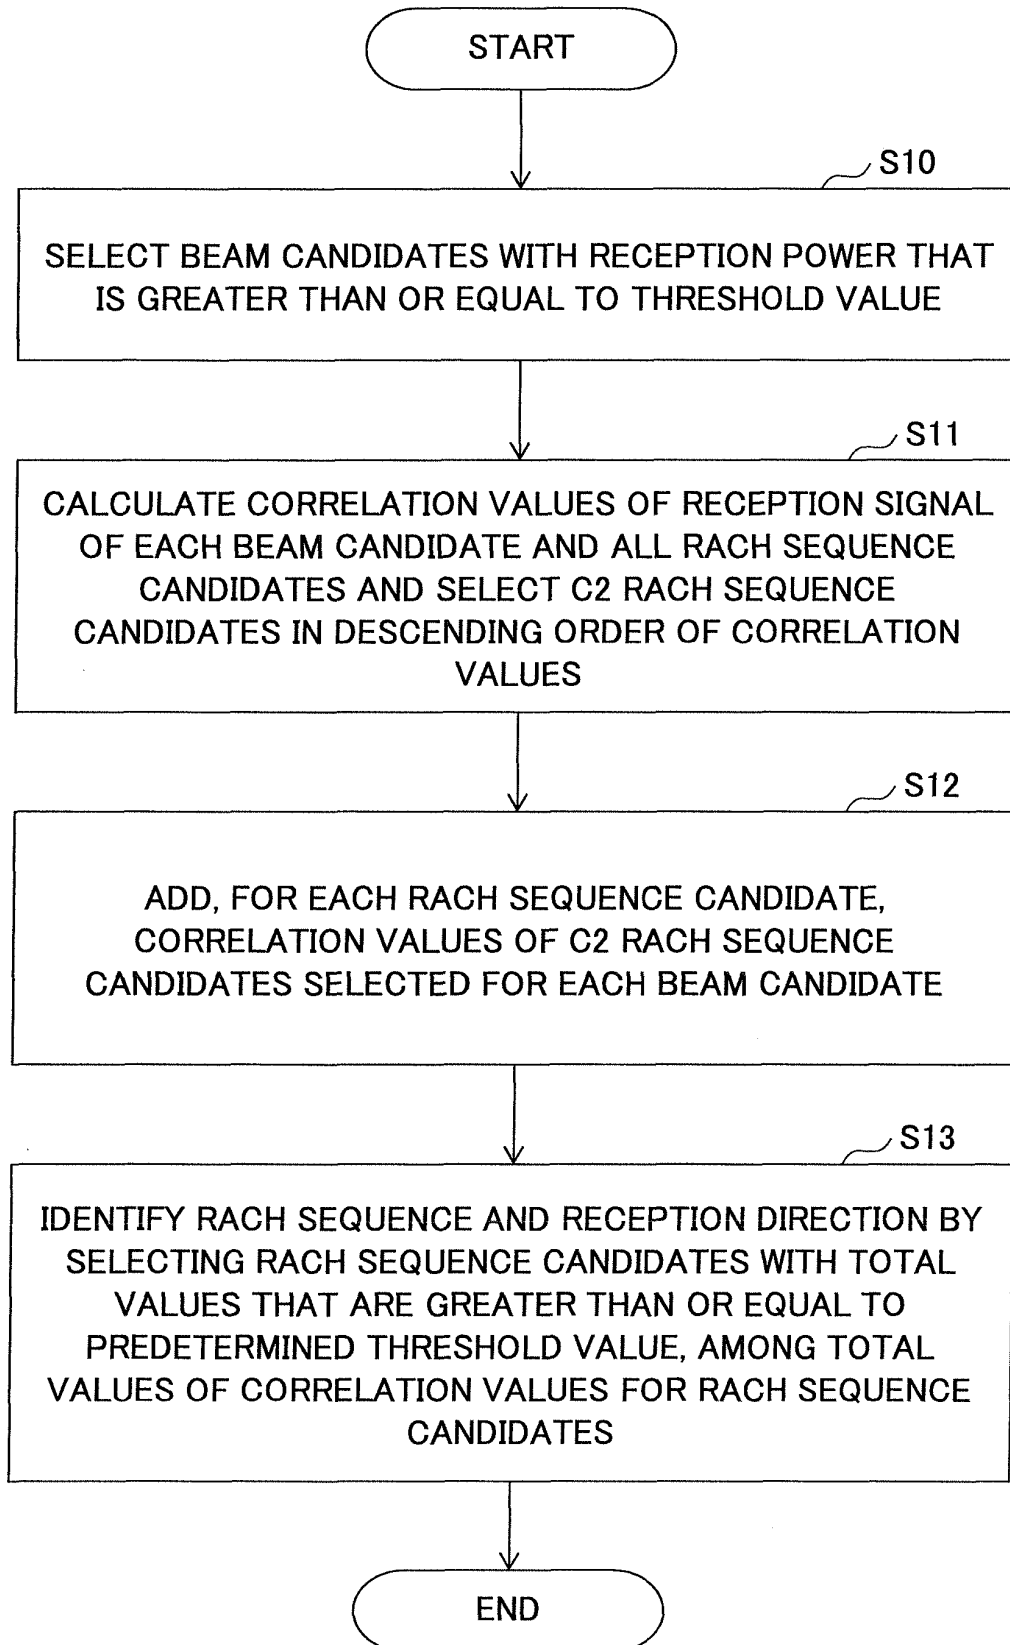 START
S10
SELECT BEAM CANDIDATES WITH RECEPTION POWER THAT
IS GREATER THAN OR EQUAL TO THRESHOLD VALUE
S11
CALCULATE CORRELATION VALUES OF RECEPTION SIGNAL
OF EACH BEAM CANDIDATE AND ALL RACH SEQUENCE
CANDIDATES AND SELECT C2 RACH SEQUENCE
CANDIDATES IN DESCENDING ORDER OF CORRELATION
VALUES
S12
ADD, FOR EACH RACH SEQUENCE CANDIDATE,
CORRELATION VALUES OF C2 RACH SEQUENCE
CANDIDATES SELECTED FOR EACH BEAM CANDIDATE
S13
IDENTIFY RACH SEQUENCE AND RECEPTION DIRECTION BY
SELECTING RACH SEQUENCE CANDIDATES WITH TOTAL
VALUES THAT ARE GREATER THAN OR EQUAL TO
PREDETERMINED THRESHOLD VALUE, AMONG TOTAL
VALUES OF CORRELATION VALUES FOR RACH SEQUENCE
CANDIDATES
END